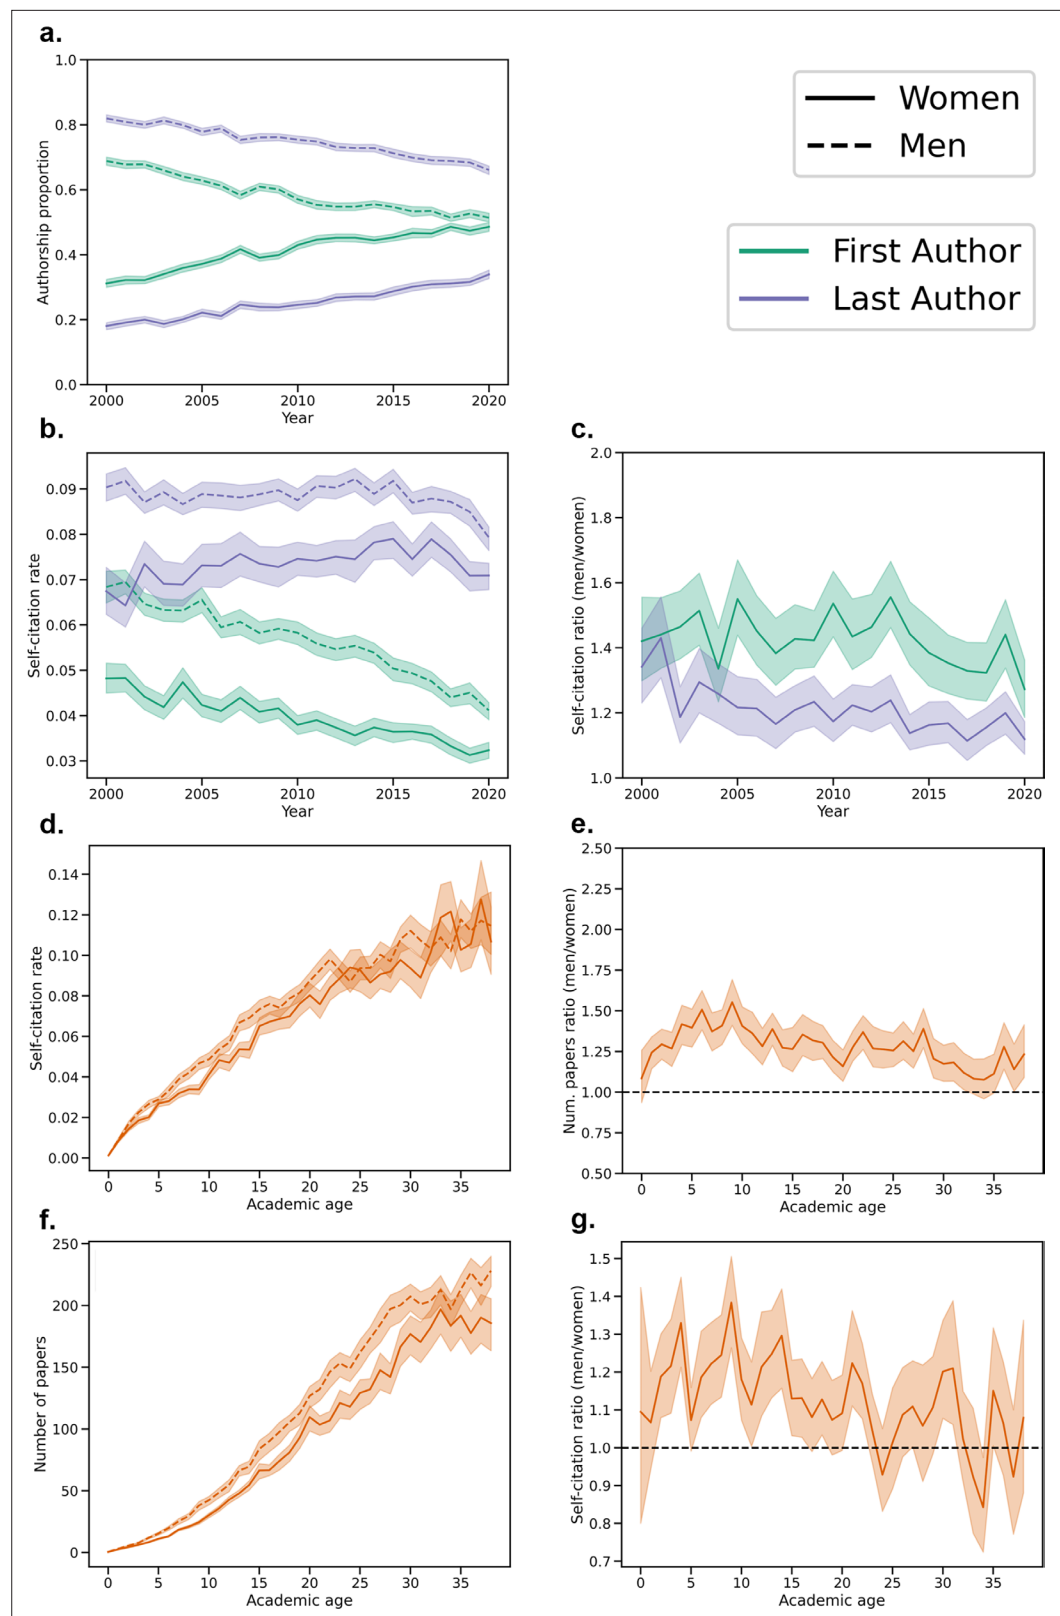 a.
1.0
0.8
0.6
0.4
0.2
0.0
Authorship proportion
2000 2005 2010 2015 2020
Year
Women
Men
First Author
Last Author
b.
0.09
0.08
0.07
0.06
0.05
0.04
0.03
Self-citation rate
2000 2005 2010 2015 2020
Year
c.
2.0
1.8
1.6
1.4
1.2
1.0
Self-citation ratio (men/women)
2000 2005 2010 2015 2020
Year
d.
0.14
0.12
0.10
0.08
0.06
0.04
0.02
0.00
Self-citation rate
0 5 10 15 20 25 30 35
Academic age
e.
2.50
2.25
2.00
1.75
1.50
1.25
1.00
0.75
0.50
Num. papers ratio (men/women)
0 5 10 15 20 25 30 35
Academic age
f.
250
200
150
100
50
0
Number of papers
0 5 10 15 20 25 30 35
Academic age
g.
1.5
1.4
1.3
1.2
1.1
1.0
0.9
0.8
0.7
Self-citation ratio (men/women)
0 5 10 15 20 25 30 35
Academic age